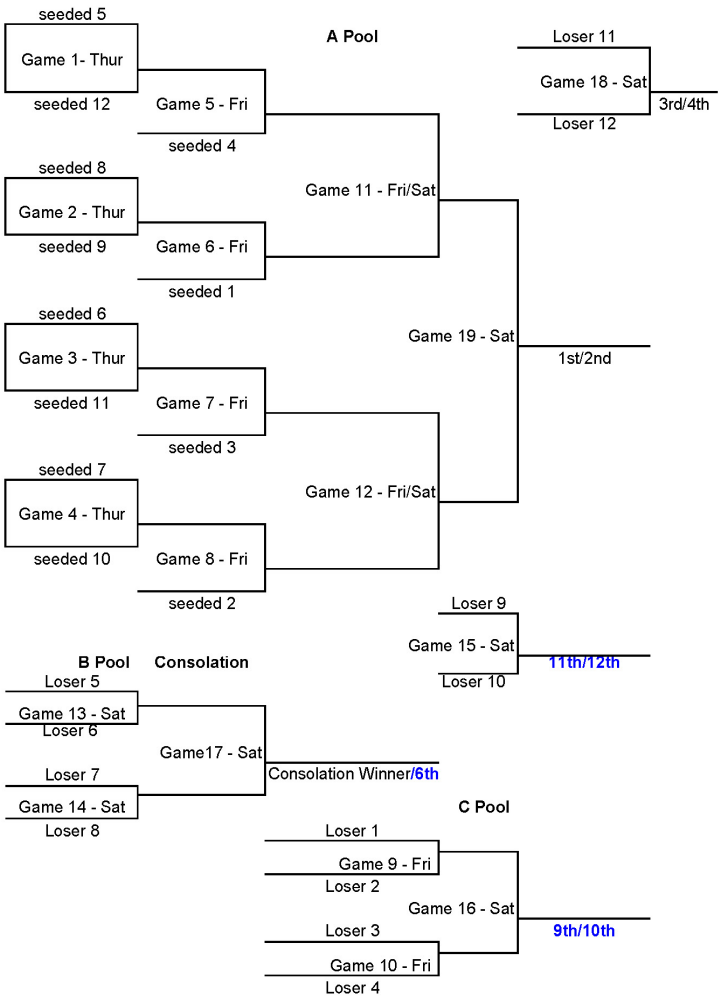 seeded 5
A Pool
Loser 11
Game 1- Thur
Game 18 - Sat
seeded 12
Game 5 - Fri
3rd/4th
Loser 12
seeded 4
seeded 8
Game 11 - Fri/Sat
Game 2 - Thur
seeded 9
Game 6 - Fri
seeded 1
seeded 6
Game 19 - Sat
Game 3 - Thur
1st/2nd
seeded 11
Game 7 - Fri
seeded 3
seeded 7
Game 12 - Fri/Sat
Game 4 - Thur
seeded 10
Game 8 - Fri
seeded 2
Loser 9
Game 15 - Sat
11th/12th
B Pool Consolation
Loser 5
Loser 10
Game 13 - Sat
Loser 6
Game17 - Sat
Loser 7
Consolation Winner/6th
Game 14 - Sat
C Pool
Loser 8
Loser 1
Game 9 - Fri
Loser 2
Game 16 - Sat
Loser 3
9th/10th
Game 10 - Fri
Loser 4